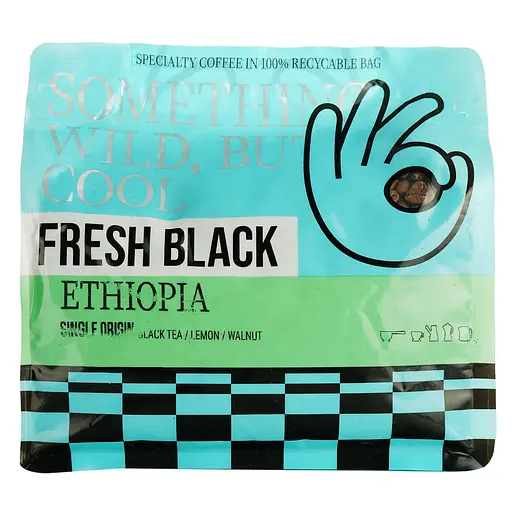 SPECIALTY COFFEE IN 100% RECYCLABLE BAG
SOMETHING
WILD, BUT
COOL
FRESH BLACK
ETHIOPIA
SINGLE ORIGIN BLACK TEA / LEMON / WALNUT